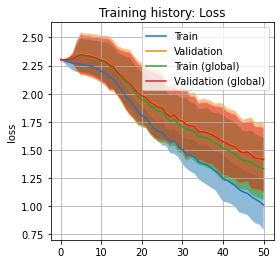 Training history: Loss
Train
Validation
Train (global)
Validation (global)
loss
2.50
2.25
2.00
1.75
1.50
1.25
1.00
0.75
0 10 20 30 40 50